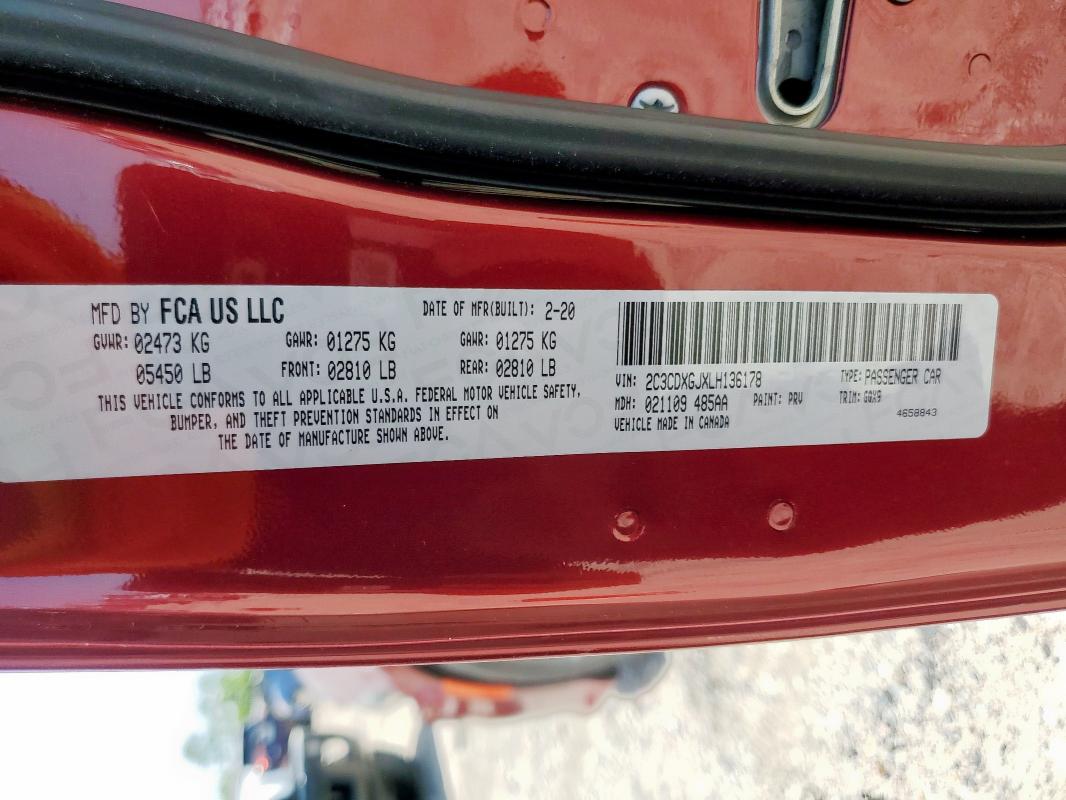 MFD BY FCA US LLC DATE OF MFR(BUILT): 2-20
GVWR: 02473 KG GAWR: 01275 KG GAWR: 01275 KG
05450 LB FRONT: 02810 LB REAR: 02810 LB
THIS VEHICLE CONFORMS TO ALL APPLICABLE U.S.A. FEDERAL MOTOR VEHICLE SAFETY,
BUMPER, AND THEFT PREVENTION STANDARDS IN EFFECT ON
THE DATE OF MANUFACTURE SHOWN ABOVE.
VIN: 2C3CDXGJXLH136178 TYPE: PASSENGER CAR
MDH: 021109 485AA PAINT: PRV TRIM: GQX9
VEHICLE MADE IN CANADA 4658843